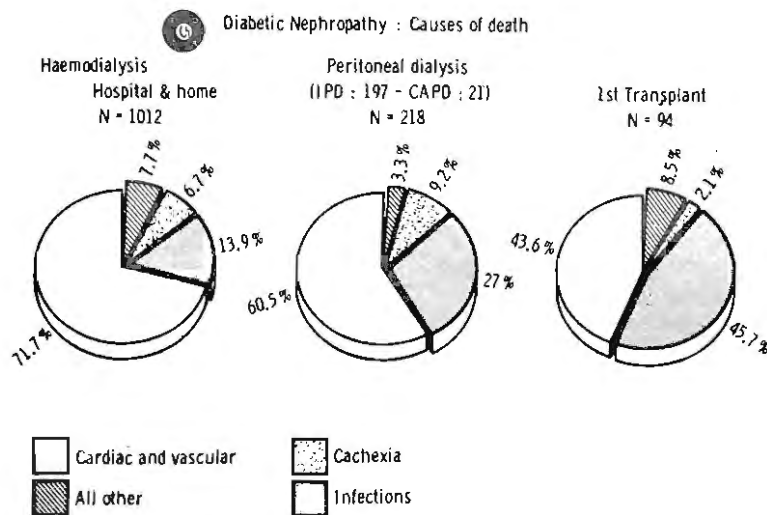 Diabetic Nephropathy : Causes of death
Haemodialysis
Hospital & home
N = 1012
7.7%
6.7%
13.9%
71.7%
Peritoneal dialysis
(IPD : 197 - CAPD : 21)
N = 218
3.3%
9.2%
27%
60.5%
1st Transplant
N = 94
8.5%
2.1%
43.6%
45.7%
Cardiac and vascular
Cachexia
All other
Infections